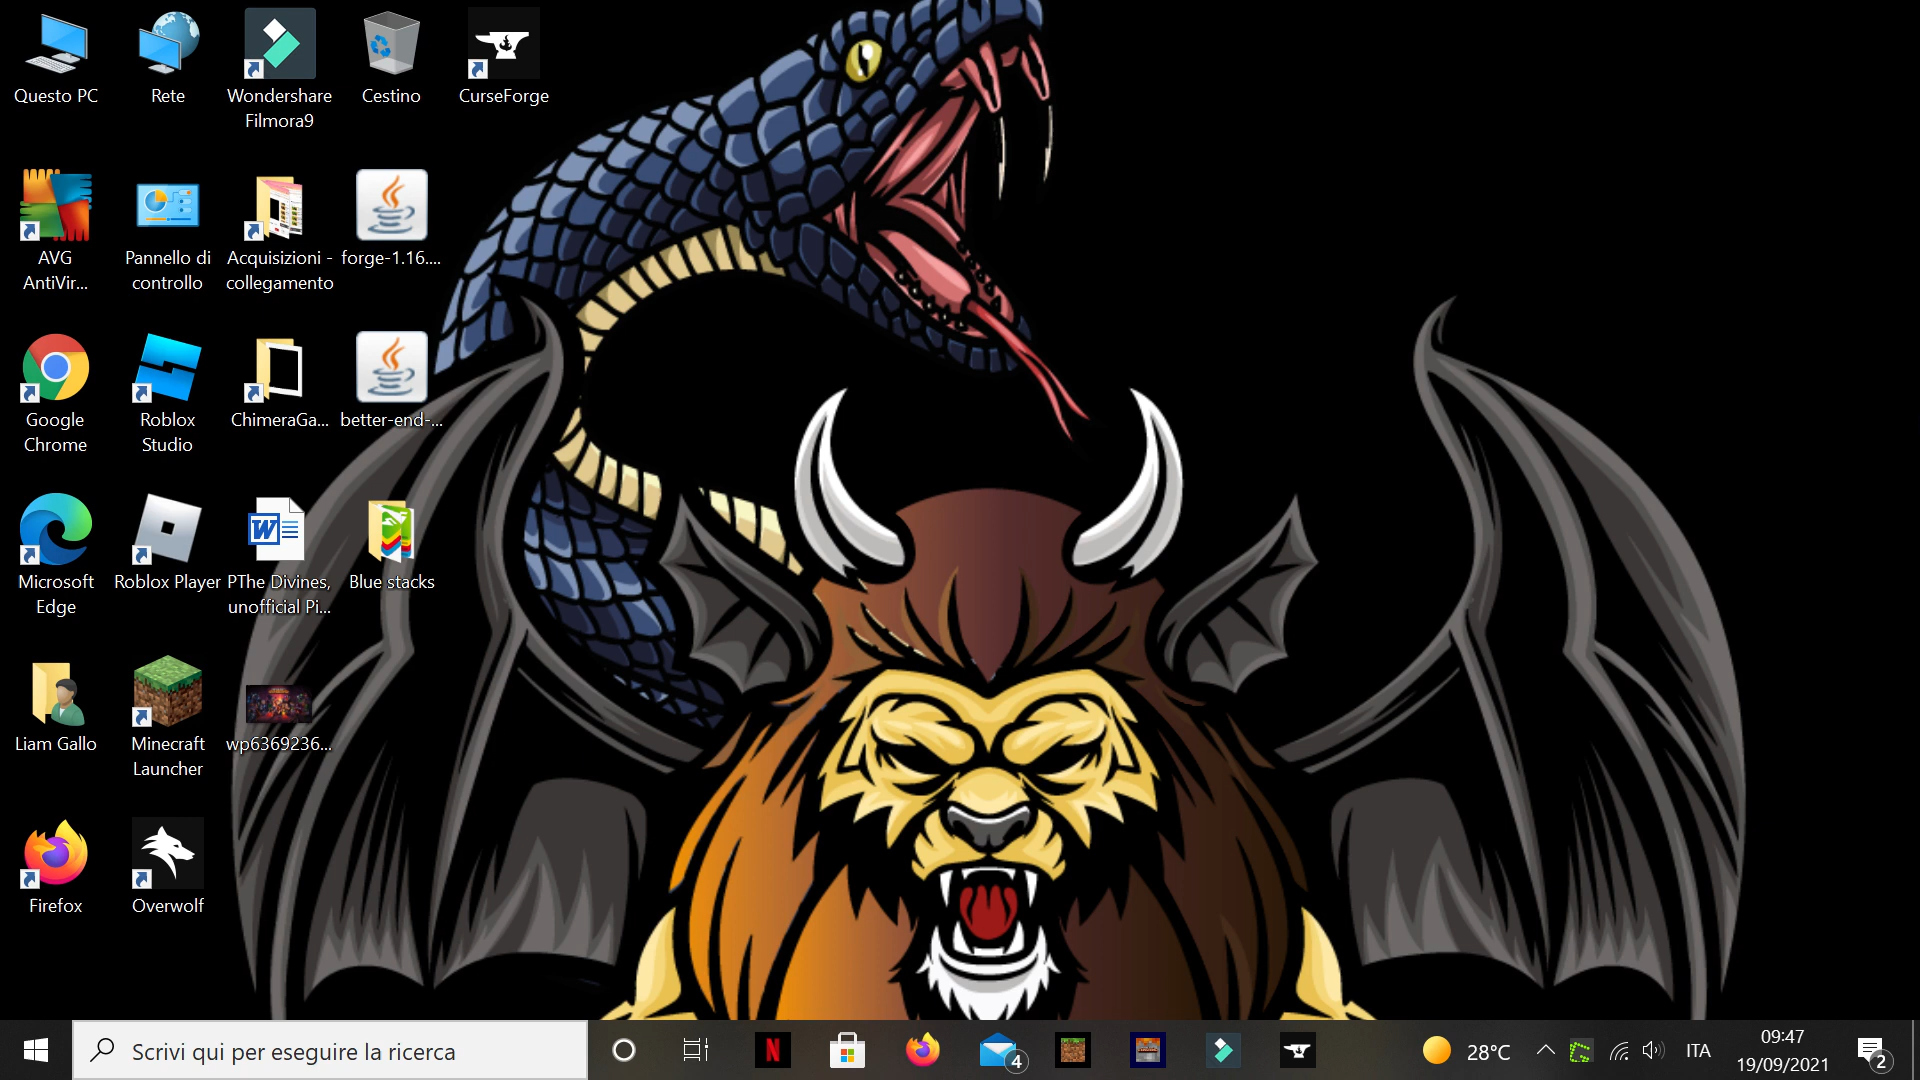 Questo PC
Rete
Wondershare
Filmora9
Cestino
CurseForge
AVG
AntiVir...
Pannello di
controllo
Acquisizioni -
collegamento
forge-1.16....
Google
Chrome
Roblox
Studio
ChimeraGa...
better-end-...
Microsoft
Edge
Roblox Player
PThe Divines,
unofficial Pi...
Blue stacks
Liam Gallo
Minecraft
Launcher
wp6369236...
Firefox
Overwolf
Scrivi qui per eseguire la ricerca
N
4
28°C
ITA
09:47
19/09/2021
2